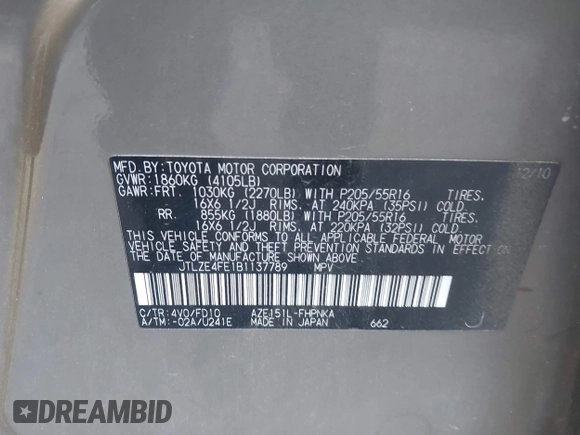 MFD.BY:TOYOTA MOTOR CORPORATION 12/10
GVWR:1860KG (4105LB)
GAWR:FRT. 1030KG (2270LB) WITH P205/55R16 TIRES.
16X6 1/2J RIMS. AT 240KPA (35PSI) COLD.
RR. 855KG (1880LB) WITH P205/55R16 TIRES.
16X6 1/2J RIMS. AT 220KPA (32PSI) COLD.
THIS VEHICLE CONFORMS TO ALL APPLICABLE FEDERAL MOTOR
VEHICLE SAFETY AND THEFT PREVENTION STANDARDS IN EFFECT ON
THE DATE OF MANUFACTURE SHOWN ABOVE.
JTLZE4FE1B1137789 MPV
C/TR:4V0/FD10 AZE151L-FHPNKA
A/TM:-02A/U241E MADE IN JAPAN 662 J
DREAMBID